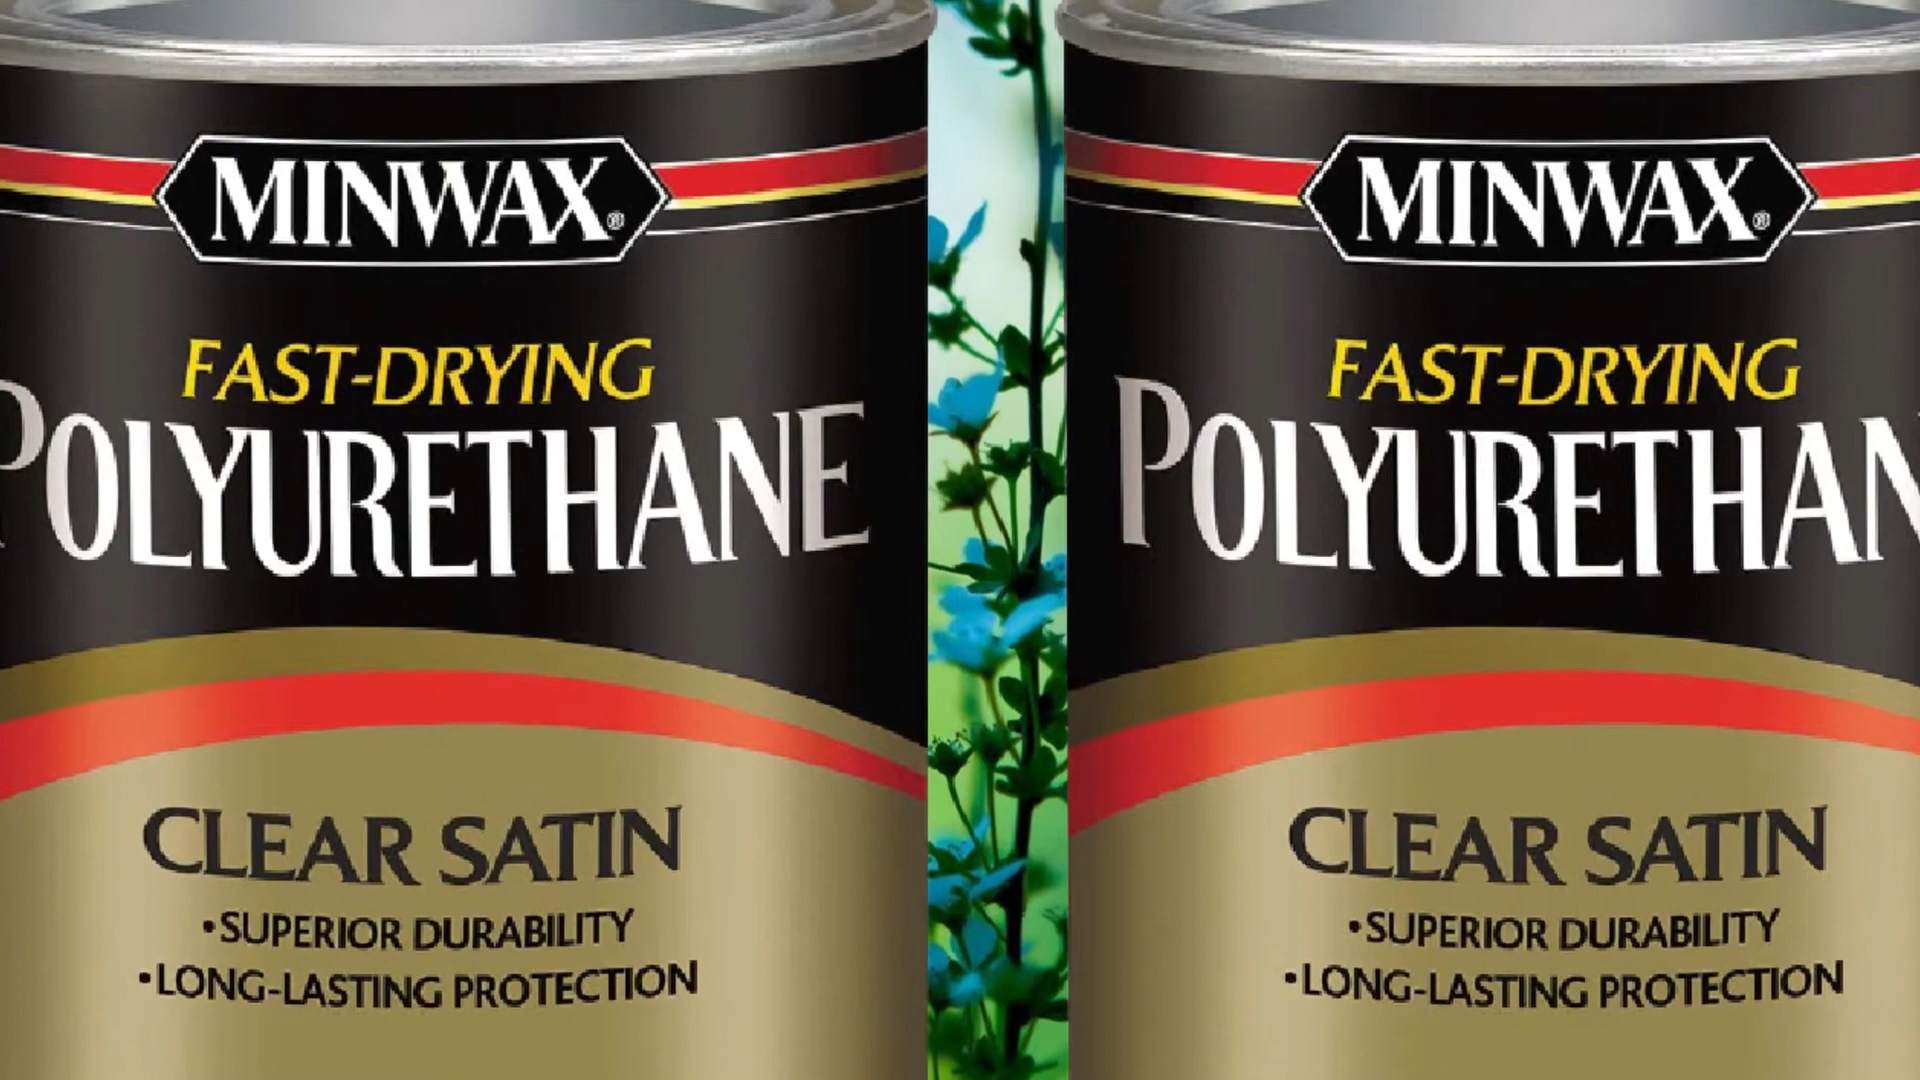 MINWAX®
FAST-DRYING
POLYURETHANE
CLEAR SATIN
•SUPERIOR DURABILITY
•LONG-LASTING PROTECTION
MINWAX®
FAST-DRYING
POLYURETHAN
CLEAR SATIN
•SUPERIOR DURABILITY
•LONG-LASTING PROTECTION